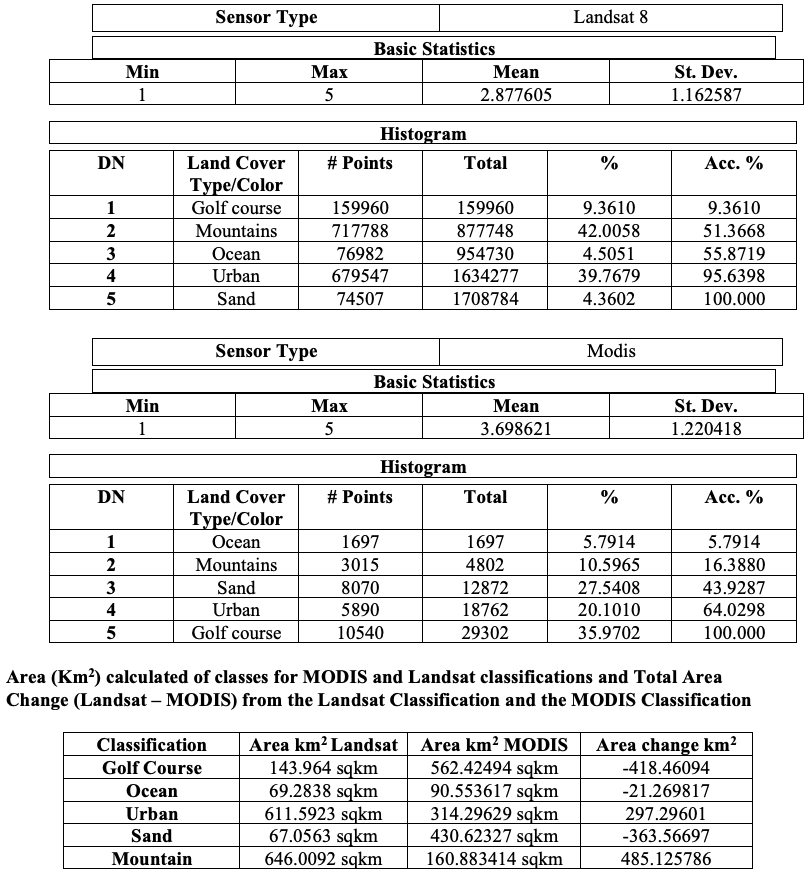 Sensor Type Landsat 8
Basic Statistics
Min Max Mean St. Dev.
1 5 2.877605 1.162587
Histogram
DN Land Cover # Points Total % Acc. %
Type/Color
1 Golf course 159960 159960 9.3610 9.3610
2 Mountains 717788 877748 42.0058 51.3668
3 Ocean 76982 954730 4.5051 55.8719
4 Urban 679547 1634277 39.7679 95.6398
5 Sand 74507 1708784 4.3602 100.000
Sensor Type Modis
Basic Statistics
Min Max Mean St. Dev.
1 5 3.698621 1.220418
Histogram
DN Land Cover # Points Total % Acc. %
Type/Color
1 Ocean 1697 1697 5.7914 5.7914
2 Mountains 3015 4802 10.5965 16.3880
3 Sand 8070 12872 27.5408 43.9287
4 Urban 5890 18762 20.1010 64.0298
5 Golf course 10540 29302 35.9702 100.000
Area (Km²) calculated of classes for MODIS and Landsat classifications and Total Area
Change (Landsat – MODIS) from the Landsat Classification and the MODIS Classification
Classification Area km² Landsat Area km² MODIS Area change km²
Golf Course 143.964 sqkm 562.42494 sqkm -418.46094
Ocean 69.2838 sqkm 90.553617 sqkm -21.269817
Urban 611.5923 sqkm 314.29629 sqkm 297.29601
Sand 67.0563 sqkm 430.62327 sqkm -363.56697
Mountain 646.0092 sqkm 160.883414 sqkm 485.125786